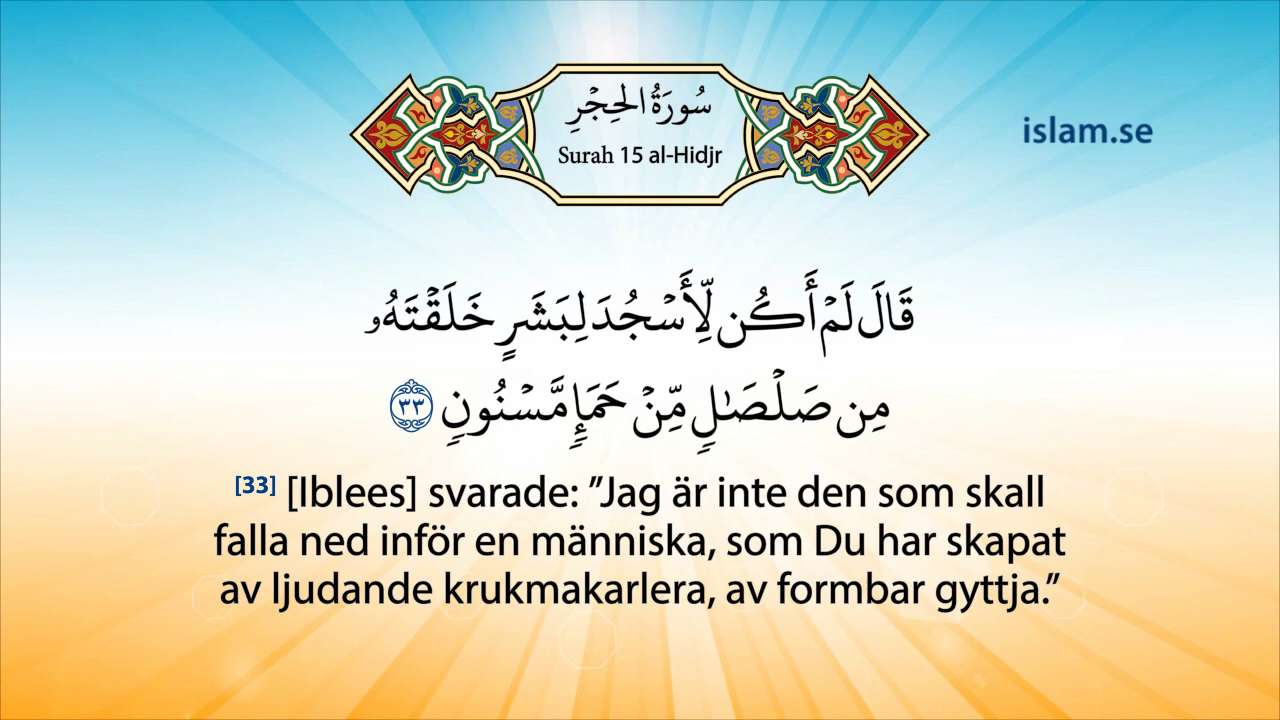 سُورَةُ الحِجْرِ
Surah 15 al-Hidjr
islam.se
قَالَ لَمْ أَكُن لِّأَسْجُدَ لِبَشَرٍ خَلَقْتَهُۥ
مِن صَلْصَٰلٍ مِّنْ حَمَإٍ مَّسْنُونٍ ٣٣
[33] [Iblees] svarade: ”Jag är inte den som skall
falla ned inför en människa, som Du har skapat
av ljudande krukmakarlera, av formbar gyttja.”